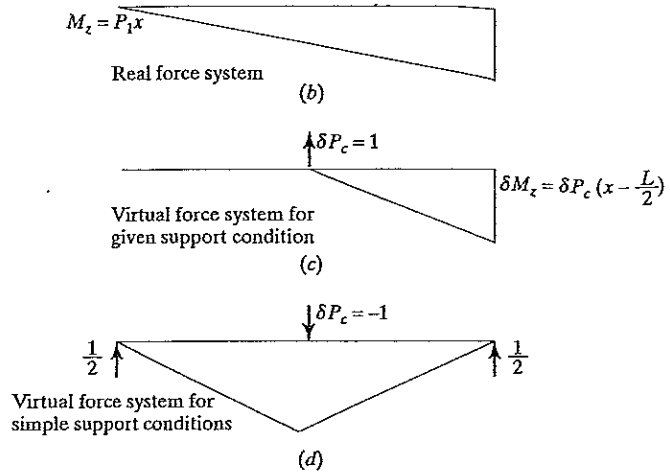 M_z = P_1x
Real force system
(b)
δP_c = 1
δM_z = δP_c (x − L/2)
Virtual force system for
given support condition
(c)
δP_c = −1
1/2
1/2
Virtual force system for
simple support conditions
(d)